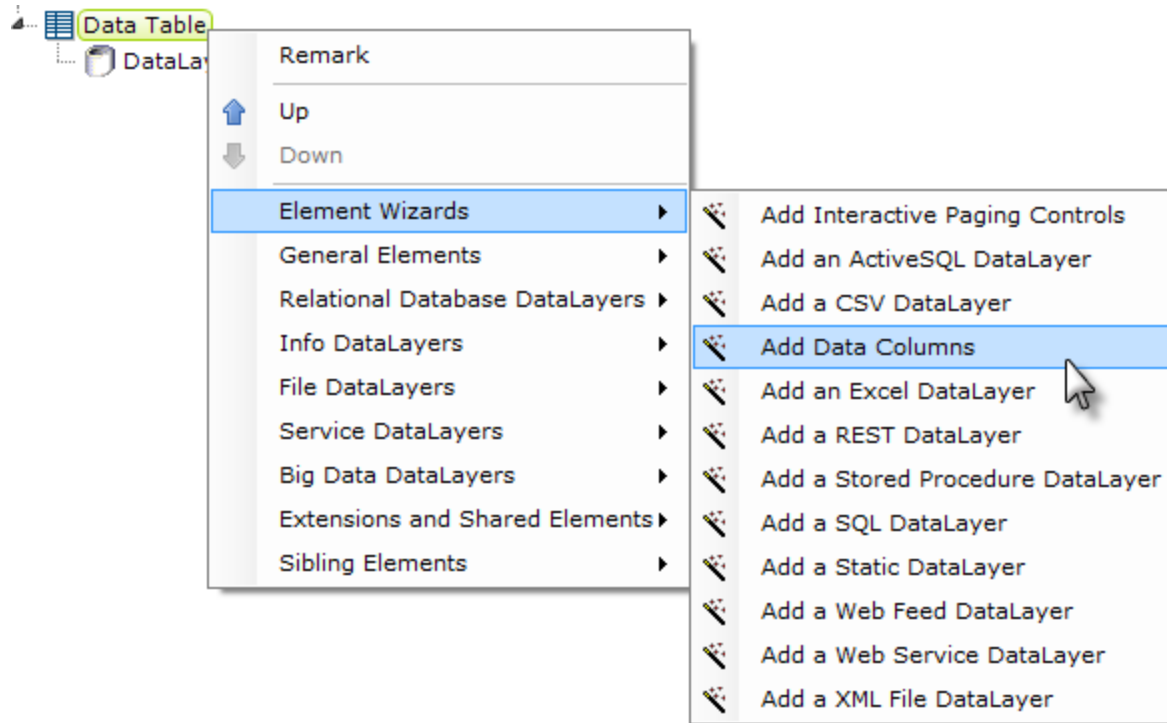 Data Table
DataLay
Remark
Up
Down
Element Wizards
General Elements
Relational Database DataLayers
Info DataLayers
File DataLayers
Service DataLayers
Big Data DataLayers
Extensions and Shared Elements
Sibling Elements
Add Interactive Paging Controls
Add an ActiveSQL DataLayer
Add a CSV DataLayer
Add Data Columns
Add an Excel DataLayer
Add a REST DataLayer
Add a Stored Procedure DataLayer
Add a SQL DataLayer
Add a Static DataLayer
Add a Web Feed DataLayer
Add a Web Service DataLayer
Add a XML File DataLayer